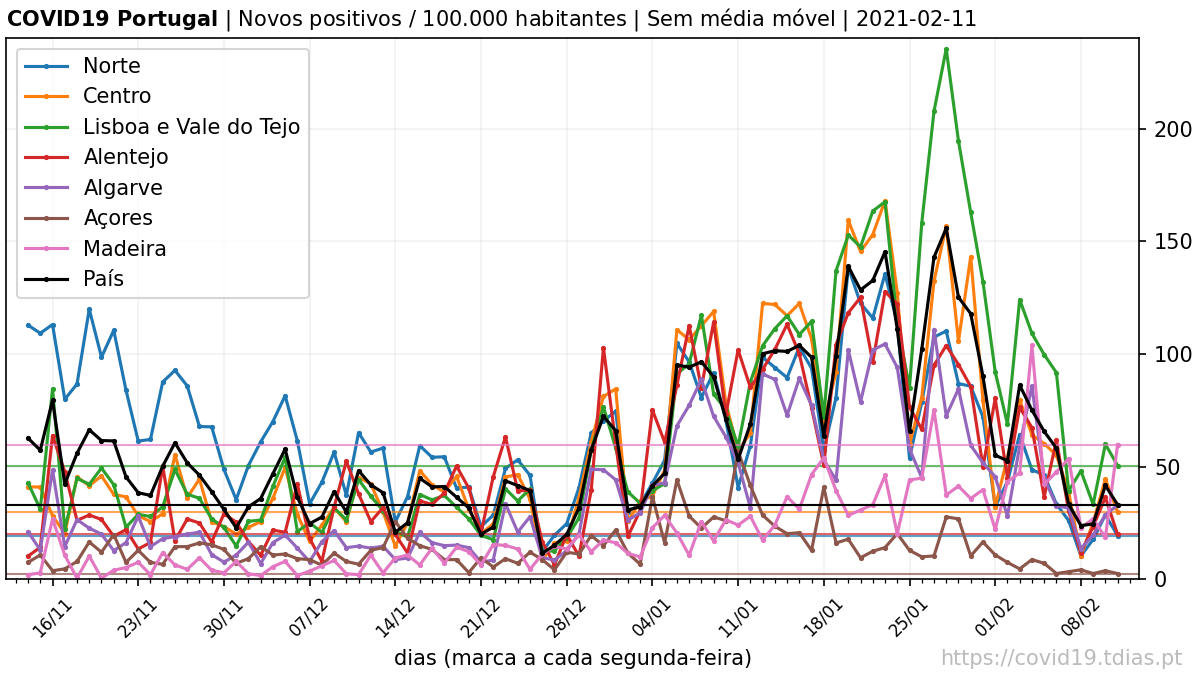 COVID19 Portugal | Novos positivos / 100.000 habitantes | Sem média móvel | 2021-02-11
Norte
Centro
Lisboa e Vale do Tejo
Alentejo
Algarve
Açores
Madeira
País
200
150
100
50
0
16/11
23/11
30/11
07/12
14/12
21/12
28/12
04/01
11/01
18/01
25/01
01/02
08/02
dias (marca a cada segunda-feira)
https://covid19.tdias.pt